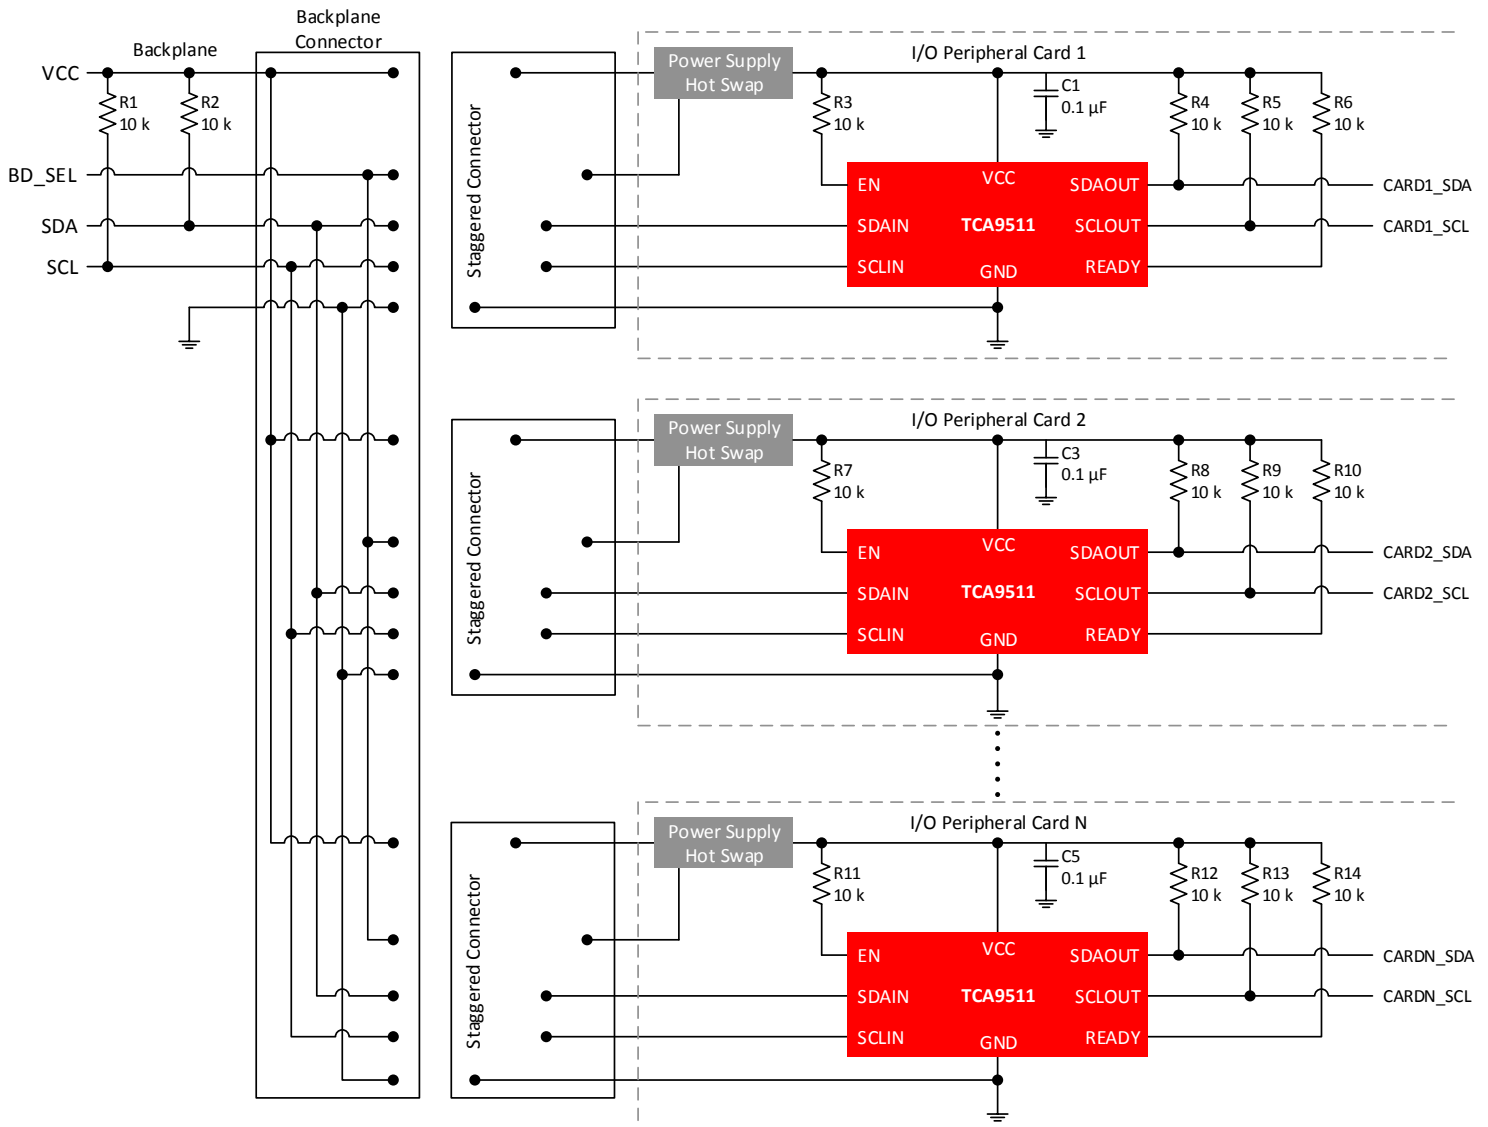 Backplane
Connector
Backplane
VCC
R1
10 k
R2
10 k
BD_SEL
SDA
SCL
Staggered Connector
Power Supply
Hot Swap
I/O Peripheral Card 1
R3
10 k
C1
0.1 µF
R4
10 k
R5
10 k
R6
10 k
EN
VCC
SDAOUT
CARD1_SDA
SDAIN
TCA9511
SCLOUT
CARD1_SCL
SCLIN
GND
READY
Staggered Connector
Power Supply
Hot Swap
I/O Peripheral Card 2
R7
10 k
C3
0.1 µF
R8
10 k
R9
10 k
R10
10 k
EN
VCC
SDAOUT
CARD2_SDA
SDAIN
TCA9511
SCLOUT
CARD2_SCL
SCLIN
GND
READY
Staggered Connector
Power Supply
Hot Swap
I/O Peripheral Card N
R11
10 k
C5
0.1 µF
R12
10 k
R13
10 k
R14
10 k
EN
VCC
SDAOUT
CARDN_SDA
SDAIN
TCA9511
SCLOUT
CARDN_SCL
SCLIN
GND
READY